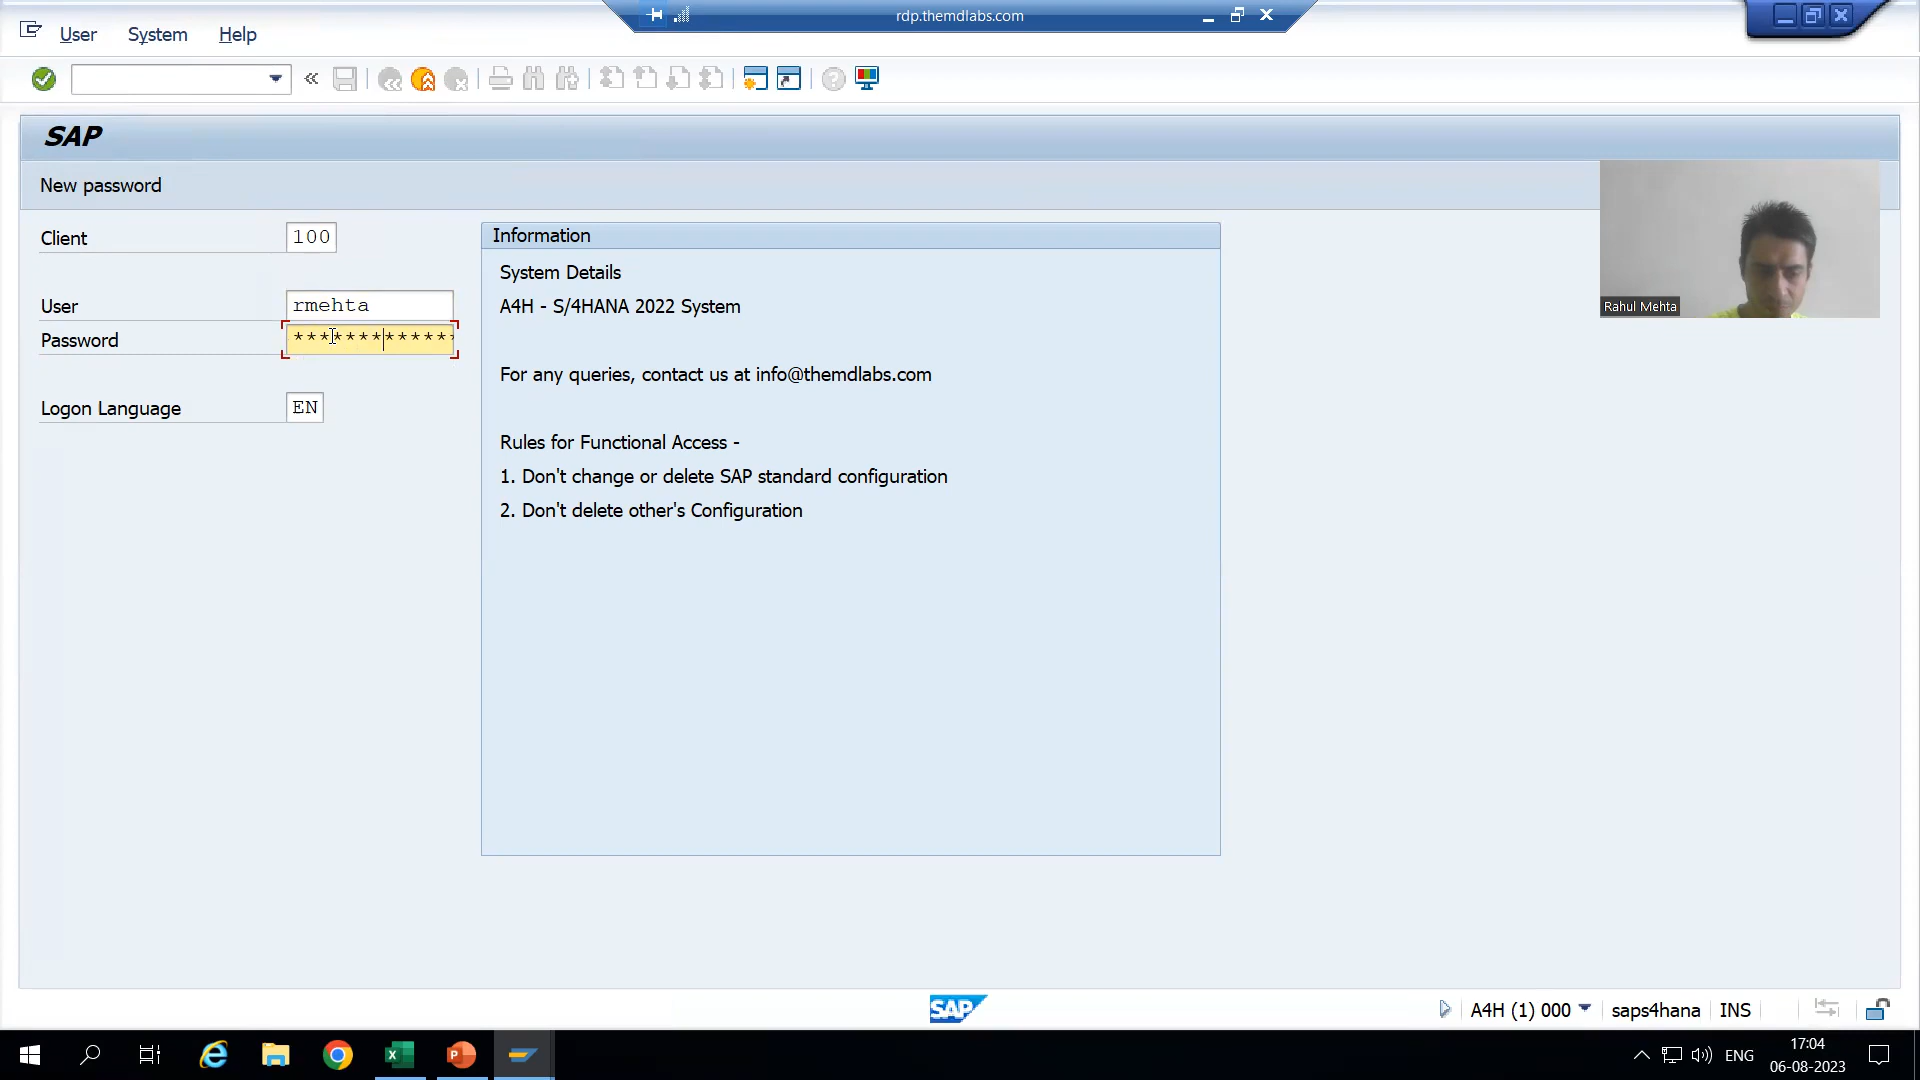 rdp.themdlabs.com
User System Help
SAP
New password
Client 100
User rmehta
Password *************
Logon Language EN
Information
System Details
A4H - S/4HANA 2022 System
For any queries, contact us at info@themdlabs.com
Rules for Functional Access -
1. Don't change or delete SAP standard configuration
2. Don't delete other's Configuration
Rahul Mehta
SAP
A4H (1) 000 saps4hana INS
ENG
17:04
06-08-2023